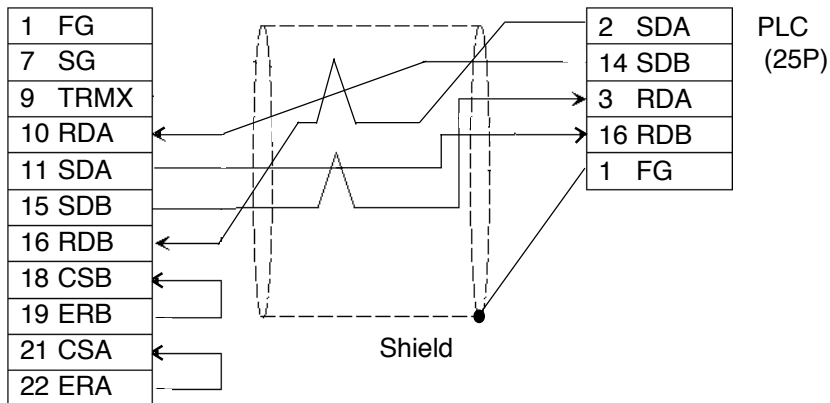 1 FG
7 SG
9 TRMX
10 RDA
11 SDA
15 SDB
16 RDB
18 CSB
19 ERB
21 CSA
22 ERA
Shield
2 SDA
14 SDB
3 RDA
16 RDB
1 FG
PLC
(25P)